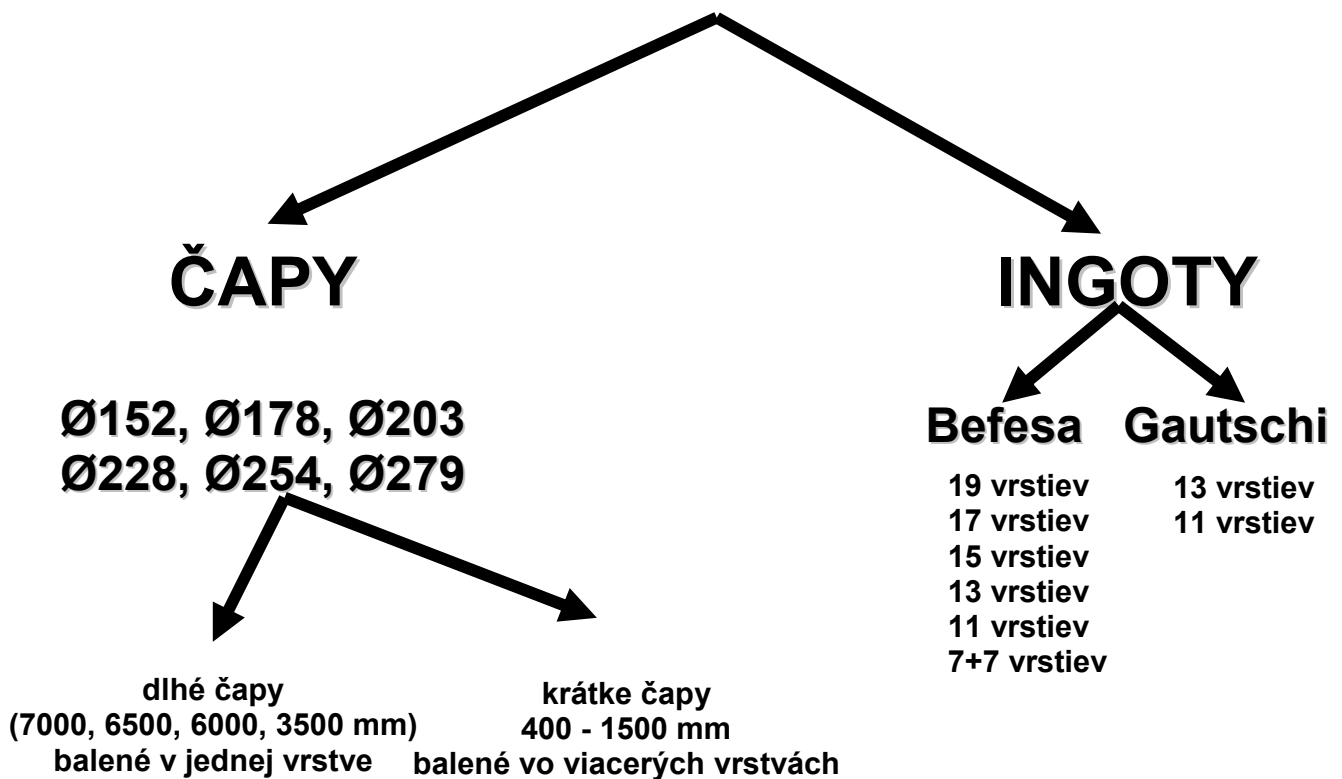 ČAPY
Ø152, Ø178, Ø203
Ø228, Ø254, Ø279
dlhé čapy
(7000, 6500, 6000, 3500 mm)
balené v jednej vrstve
krátke čapy
400 - 1500 mm
balené vo viacerých vrstvách
INGOTY
Befesa
19 vrstiev
17 vrstiev
15 vrstiev
13 vrstiev
11 vrstiev
7+7 vrstiev
Gautschi
13 vrstiev
11 vrstiev